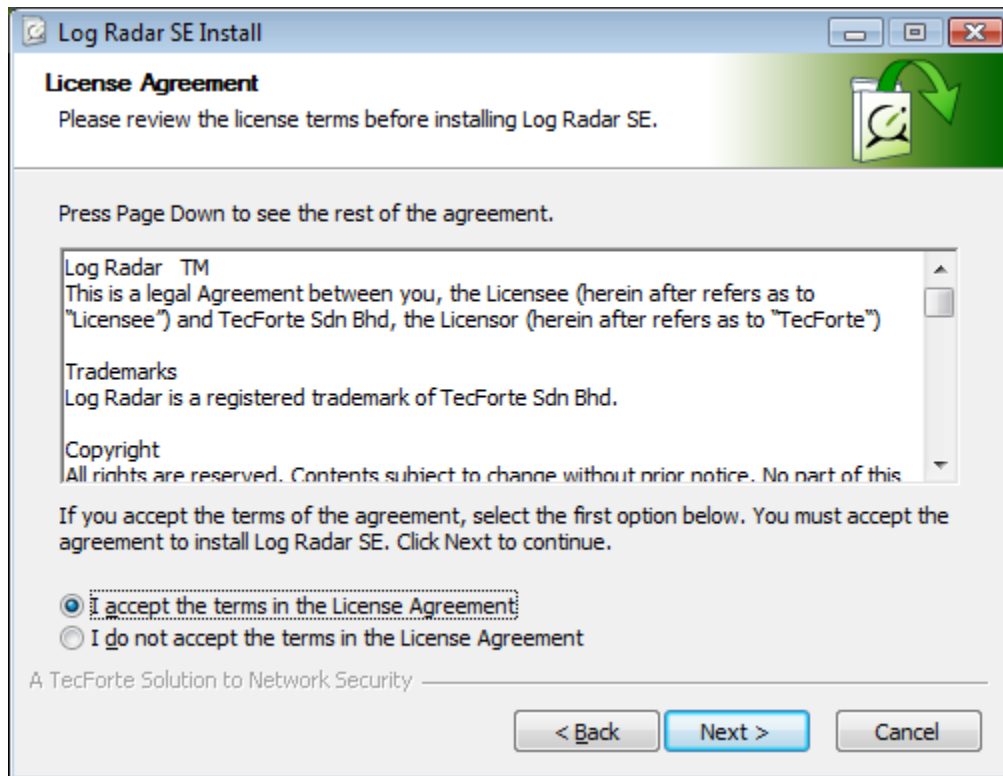 Log Radar SE Install
License Agreement
Please review the license terms before installing Log Radar SE.
Press Page Down to see the rest of the agreement.
Log Radar   TM
This is a legal Agreement between you, the Licensee (herein after refers as to
"Licensee") and TecForte Sdn Bhd, the Licensor (herein after refers as to "TecForte")
Trademarks
Log Radar is a registered trademark of TecForte Sdn Bhd.
Copyright
All rights are reserved. Contents subject to change without prior notice. No part of this
If you accept the terms of the agreement, select the first option below. You must accept the
agreement to install Log Radar SE. Click Next to continue.
I accept the terms in the License Agreement
I do not accept the terms in the License Agreement
A TecForte Solution to Network Security
< Back
Next >
Cancel